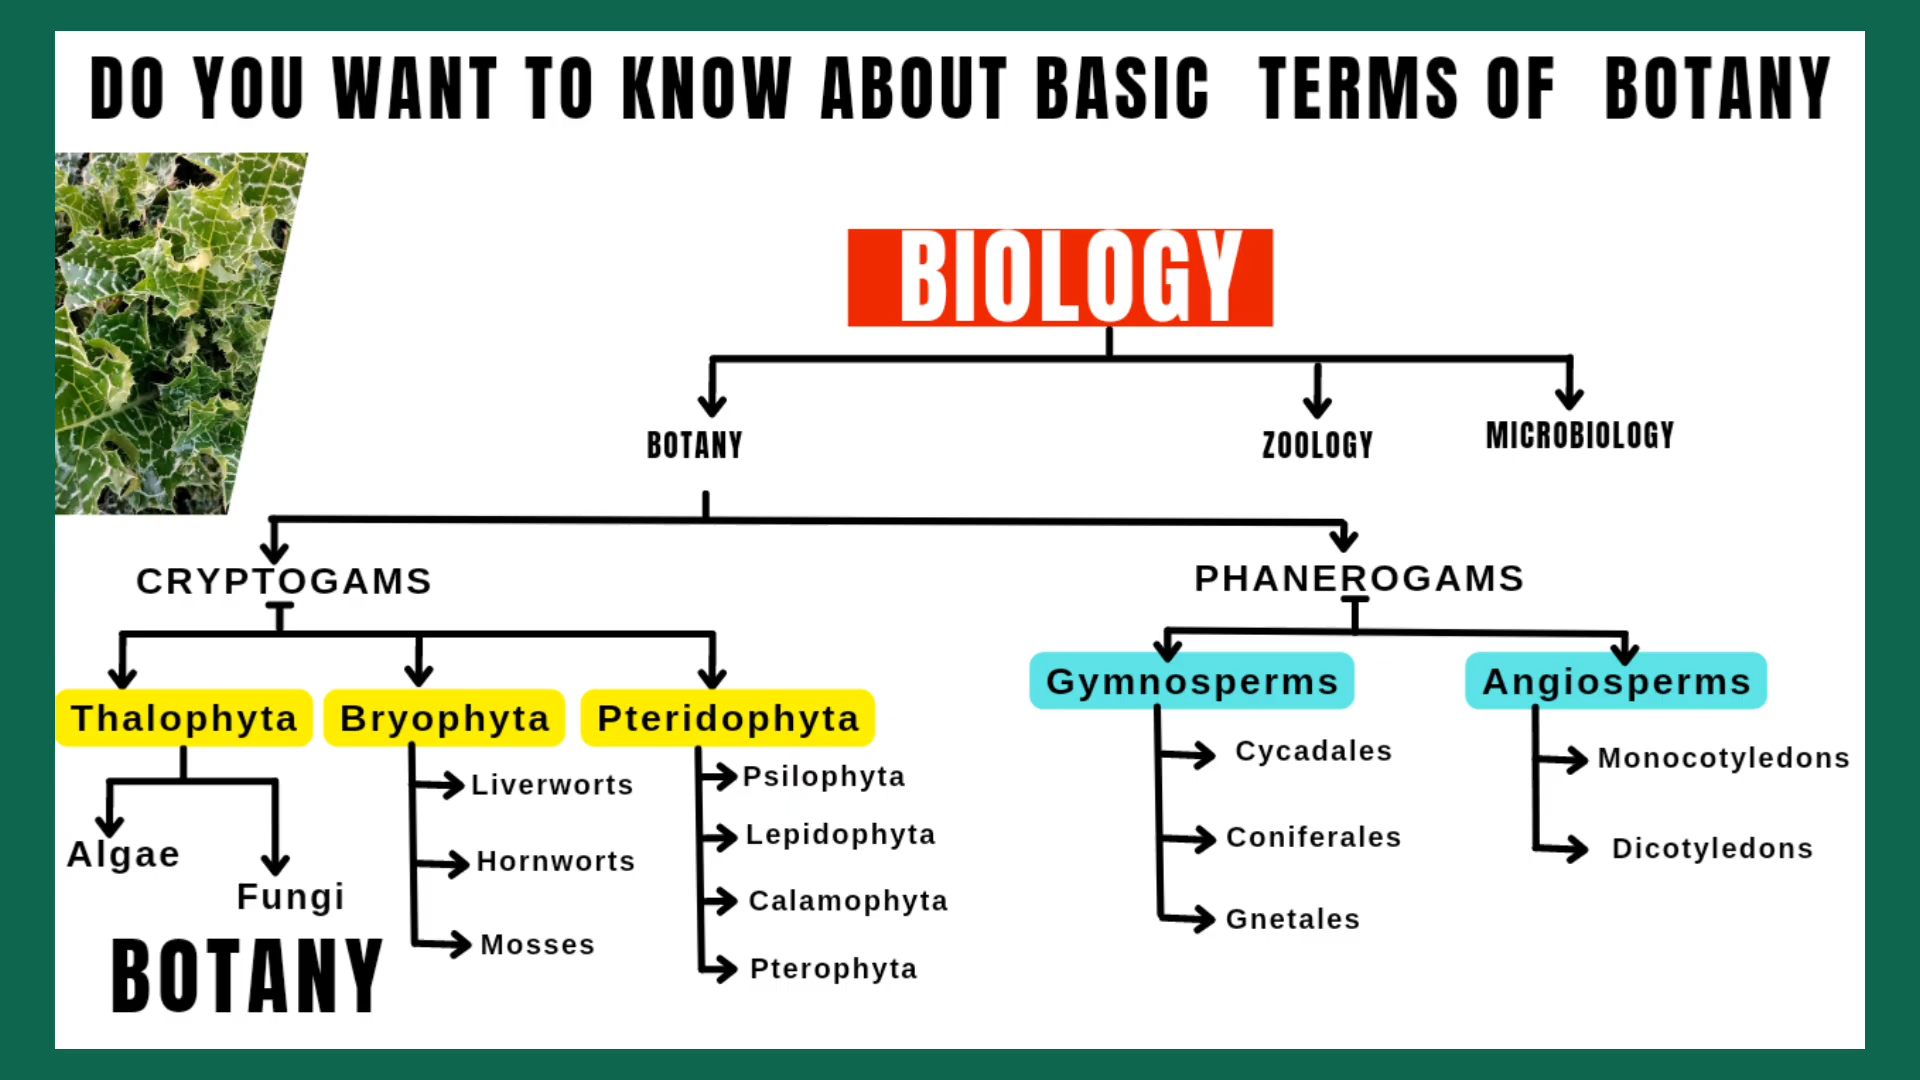 DO YOU WANT TO KNOW ABOUT BASIC TERMS OF BOTANY
BIOLOGY
BOTANY
ZOOLOGY
MICROBIOLOGY
CRYPTOGAMS
PHANEROGAMS
Thalophyta
Bryophyta
Pteridophyta
Gymnosperms
Angiosperms
Algae
Fungi
Liverworts
Hornworts
Mosses
Psilophyta
Lepidophyta
Calamophyta
Pterophyta
Cycadales
Coniferales
Gnetales
Monocotyledons
Dicotyledons
BOTANY